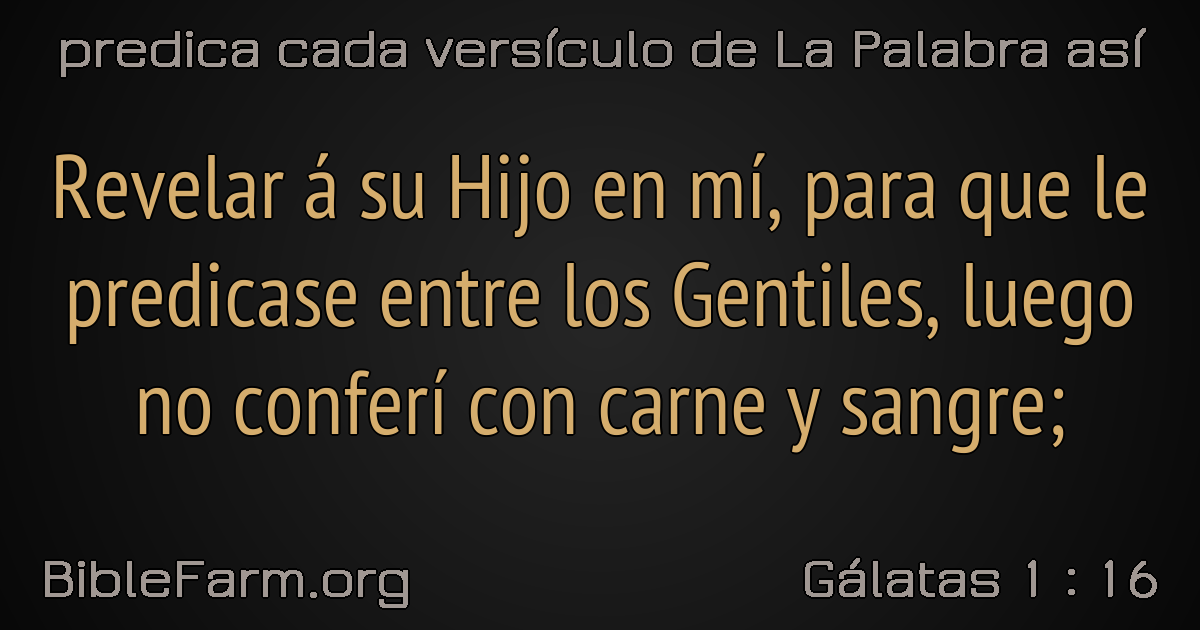 predica cada versículo de La Palabra así
Revelar á su Hijo en mí, para que le
predicase entre los Gentiles, luego
no conferí con carne y sangre;
BibleFarm.org
Gálatas 1 : 16